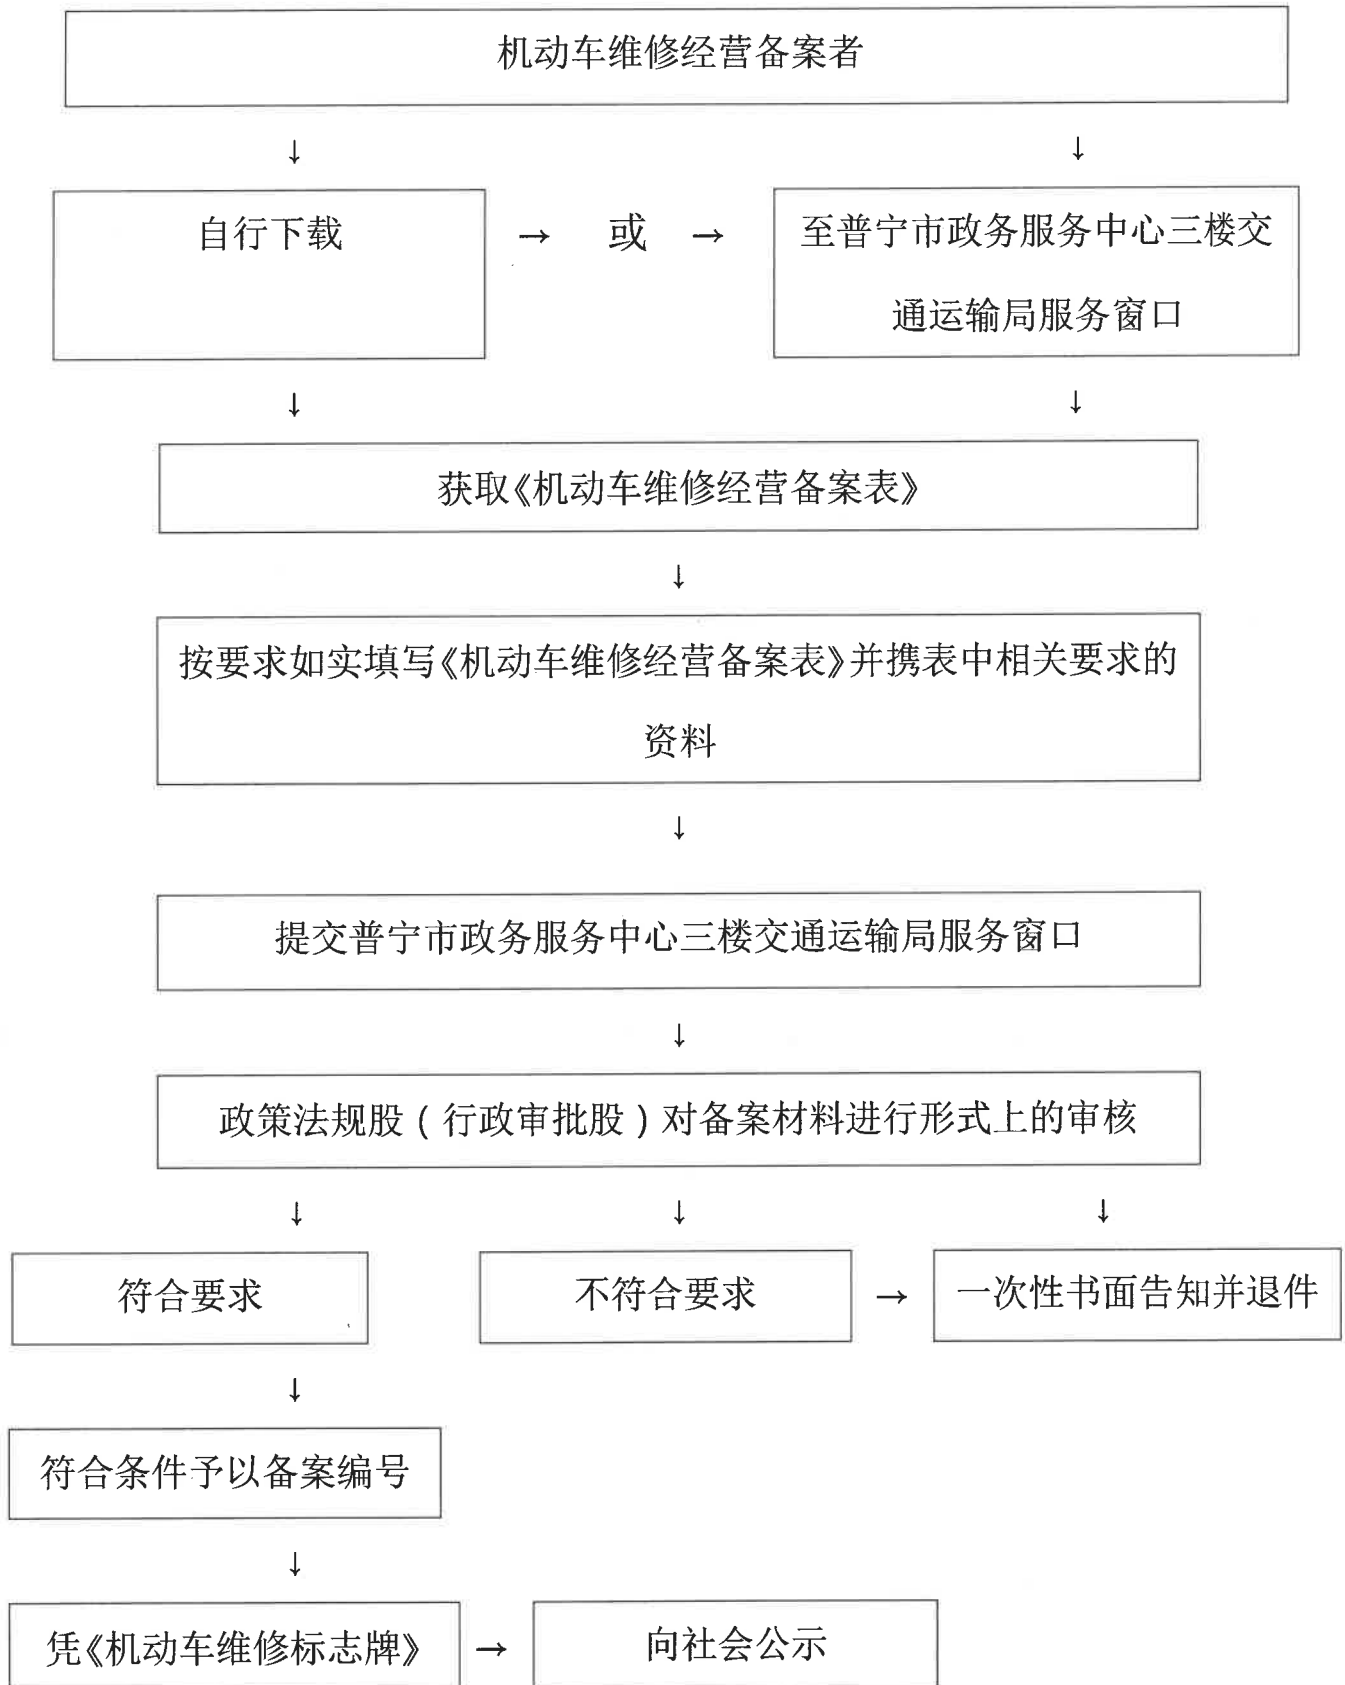 机动车维修经营备案者
↓ ↓
自行下载 → 或 → 至普宁市政务服务中心三楼交
通运输局服务窗口
↓ ↓
获取《机动车维修经营备案表》
↓
按要求如实填写《机动车维修经营备案表》并携表中相关要求的
资料
↓
提交普宁市政务服务中心三楼交通运输局服务窗口
↓
政策法规股（行政审批股）对备案材料进行形式上的审核
↓ ↓ ↓
符合要求 不符合要求 → 一次性书面告知并退件
↓
符合条件予以备案编号
↓
凭《机动车维修标志牌》 → 向社会公示